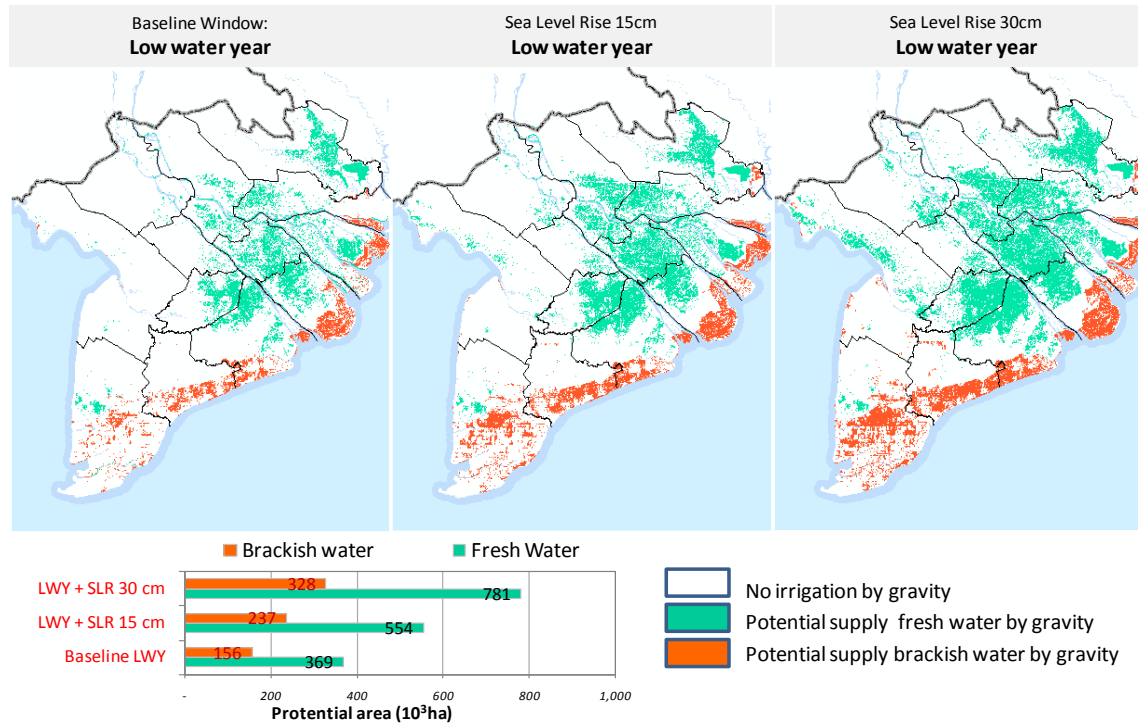 Baseline Window:
Low water year
Sea Level Rise 15cm
Low water year
Sea Level Rise 30cm
Low water year
Brackish water
Fresh Water
LWY + SLR 30 cm
328
781
LWY + SLR 15 cm
237
554
Baseline LWY
156
369
- 200 400 600 800 1,000
Protential area (10³ha)
No irrigation by gravity
Potential supply fresh water by gravity
Potential supply brackish water by gravity